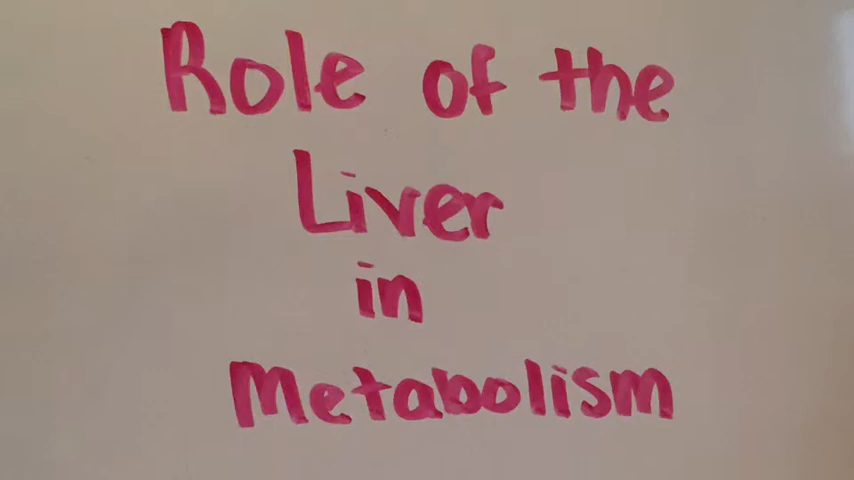 Role of the
Liver
in
Metabolism